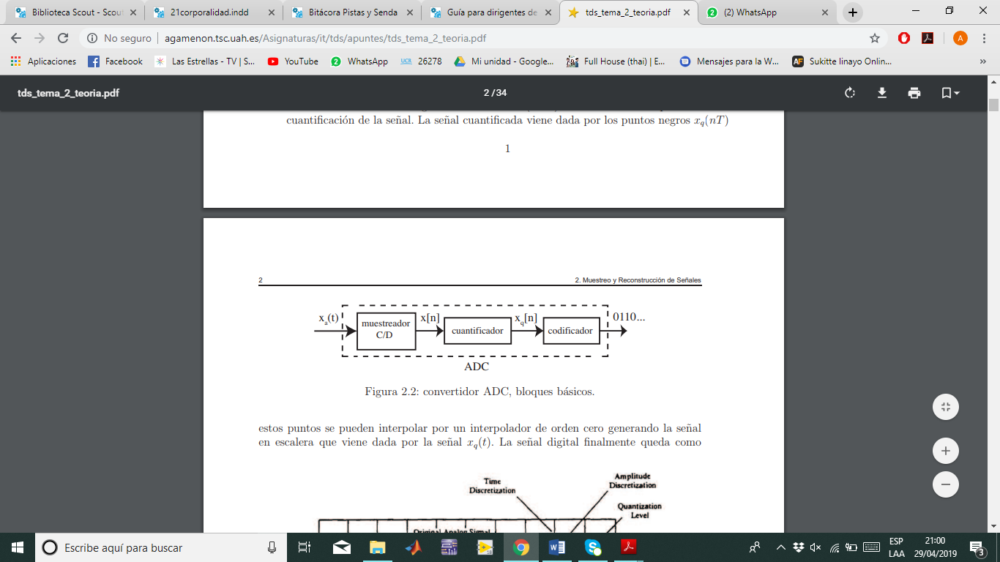 Biblioteca Scout - Scout
21corporalidad.indd
Bitácora Pistas y Senda
Guía para dirigentes de
tds_tema_2_teoria.pdf
(2) WhatsApp
No seguro
agamenon.tsc.uah.es/Asignaturas/it/tds/apuntes/tds_tema_2_teoria.pdf
A
Aplicaciones
Facebook
Las Estrellas - TV | S...
YouTube
WhatsApp
UCR 26278
Mi unidad - Google...
Full House (thai) | E...
Mensajes para la W...
AF Sukitte Iinayo Onlin...
»
tds_tema_2_teoria.pdf
2 / 34
cuantificación de la señal. La señal cuantificada viene dada por los puntos negros xq(nT)
1
2
2. Muestreo y Reconstrucción de Señales
xa(t)
muestreador
C/D
x[n]
cuantificador
xq[n]
codificador
0110...
ADC
Figura 2.2: convertidor ADC, bloques básicos.
estos puntos se pueden interpolar por un interpolador de orden cero generando la señal
en escalera que viene dada por la señal xq(t). La señal digital finalmente queda como
Time
Discretization
Amplitude
Discretization
Quantization
Level
Original Analog Signal
Escribe aquí para buscar
ESP
LAA
21:00
29/04/2019
3